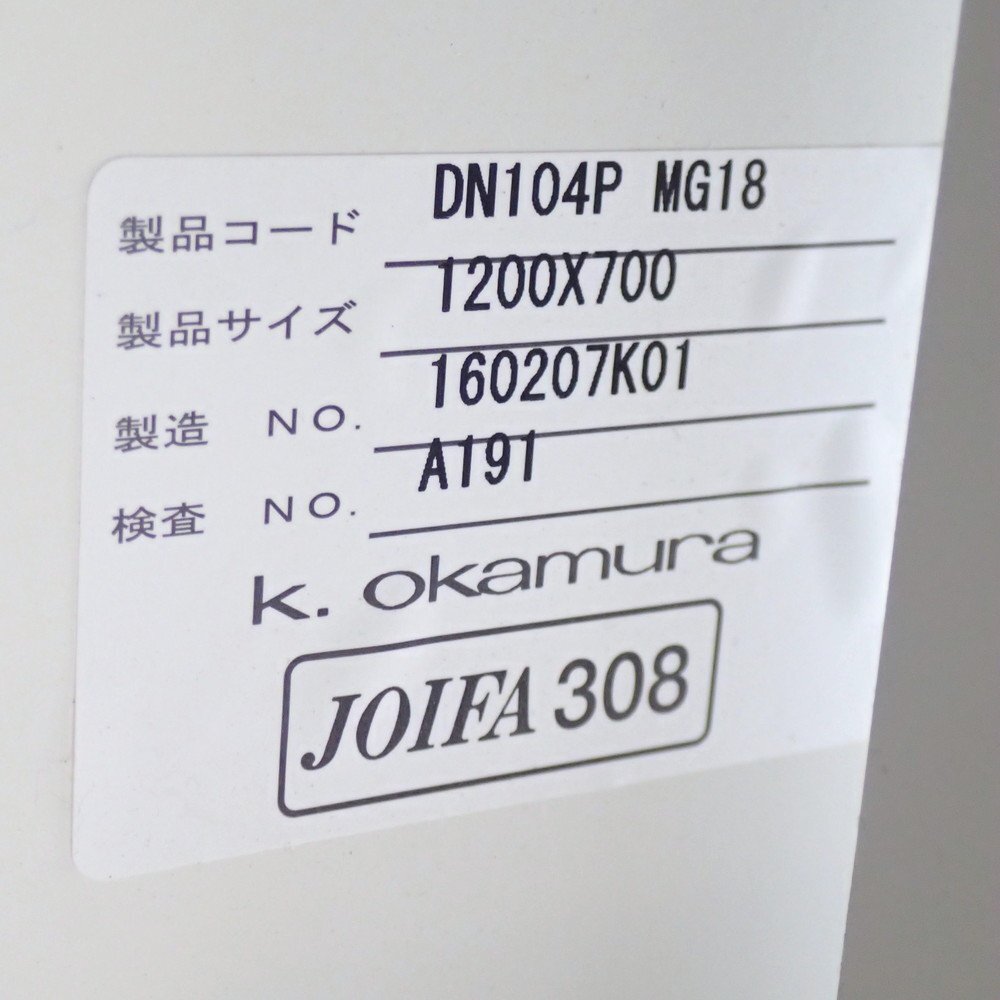 製品コード DN104P MG18
製品サイズ 1200X700
製造 NO. 160207K01
検査 NO. A191
k. okamura
JOIFA 308